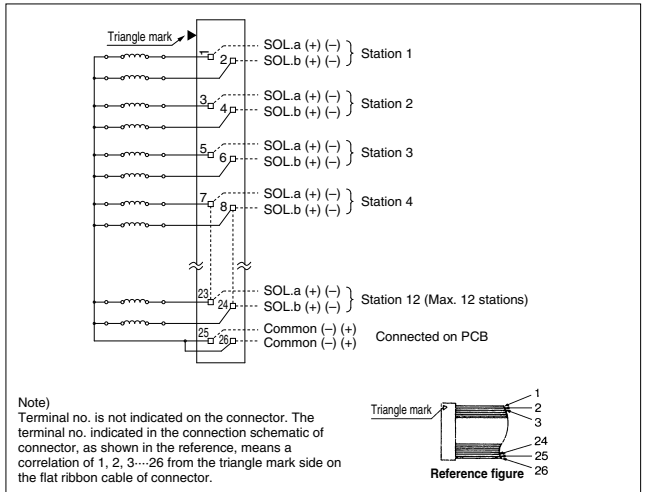 Triangle mark
1 SOL.a (+) (–)
2 SOL.b (+) (–)
Station 1
3 SOL.a (+) (–)
4 SOL.b (+) (–)
Station 2
5 SOL.a (+) (–)
6 SOL.b (+) (–)
Station 3
7 SOL.a (+) (–)
8 SOL.b (+) (–)
Station 4
23 SOL.a (+) (–)
24 SOL.b (+) (–)
Station 12 (Max. 12 stations)
25 Common (–) (+)
26 Common (–) (+)
Connected on PCB
Note)
Terminal no. is not indicated on the connector. The
terminal no. indicated in the connection schematic of
connector, as shown in the reference, means a
correlation of 1, 2, 3····26 from the triangle mark side on
the flat ribbon cable of connector.
Triangle mark
1
2
3
24
25
26
Reference figure